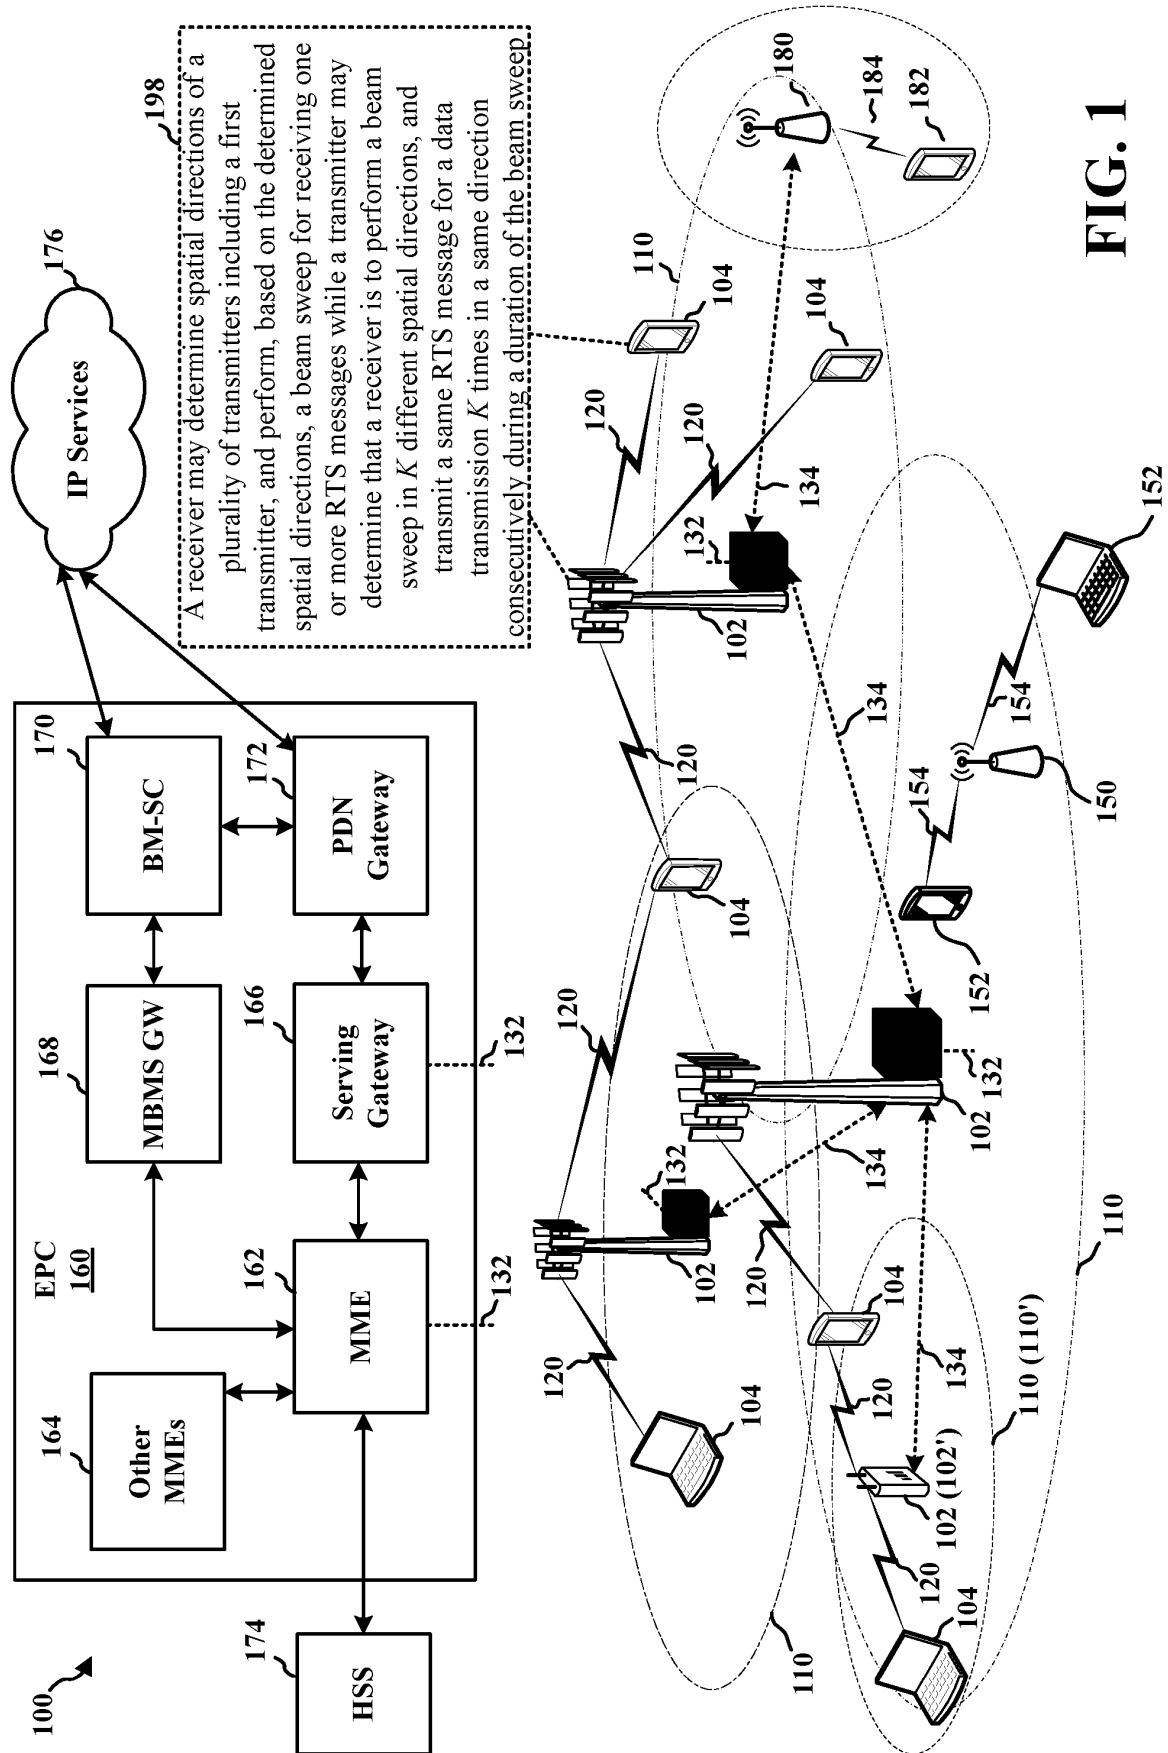 100
EPC
160
Other
MMEs
164
MME
162
HSS
174
MBMS GW
168
Serving
Gateway
166
BM-SC
170
PDN
Gateway
172
132
132
IP Services
176
198
A receiver may determine spatial directions of a
plurality of transmitters including a first
transmitter, and perform, based on the determined
spatial directions, a beam sweep for receiving one
or more RTS messages while a transmitter may
determine that a receiver is to perform a beam
sweep in K different spatial directions, and
transmit a same RTS message for a data
transmission K times in a same direction
consecutively during a duration of the beam sweep
120
120
120
120
120
120
120
120
104
104
104
104
104
104
102
102
102
102 (102')
132
132
132
134
134
134
134
110
110
110
110 (110')
154
154
152
152
150
180
184
182
FIG. 1